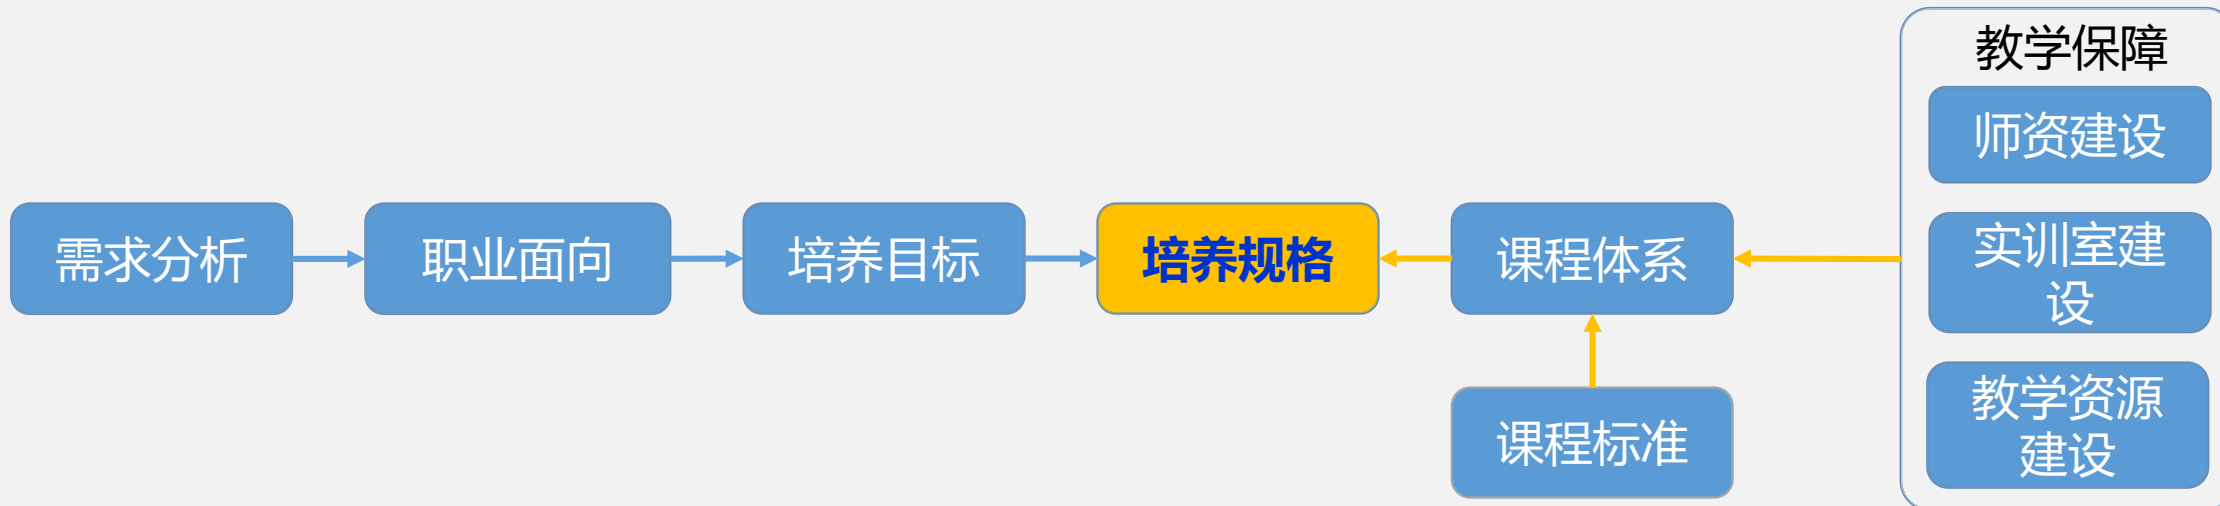 教学保障
师资建设
需求分析
职业面向
培养目标
培养规格
课程体系
实训室建
设
课程标准
教学资源
建设